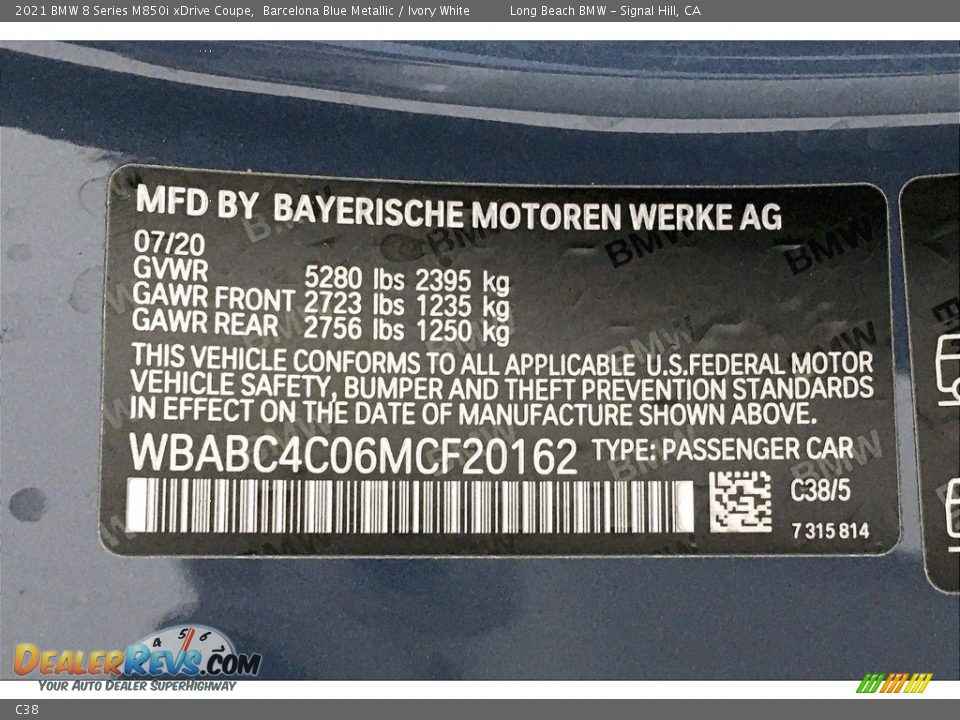 2021 BMW 8 Series M850i xDrive Coupe, Barcelona Blue Metallic / Ivory White Long Beach BMW - Signal Hill, CA
MFD BY BAYERISCHE MOTOREN WERKE AG
07/20
GVWR 5280 lbs 2395 kg
GAWR FRONT 2723 lbs 1235 kg
GAWR REAR 2756 lbs 1250 kg
THIS VEHICLE CONFORMS TO ALL APPLICABLE U.S.FEDERAL MOTOR
VEHICLE SAFETY, BUMPER AND THEFT PREVENTION STANDARDS
IN EFFECT ON THE DATE OF MANUFACTURE SHOWN ABOVE.
WBABC4C06MCF20162 TYPE: PASSENGER CAR
C38/5
7 315 814
4 5 6
DEALERREVS.COM
YOUR AUTO DEALER SUPERHIGHWAY
C38